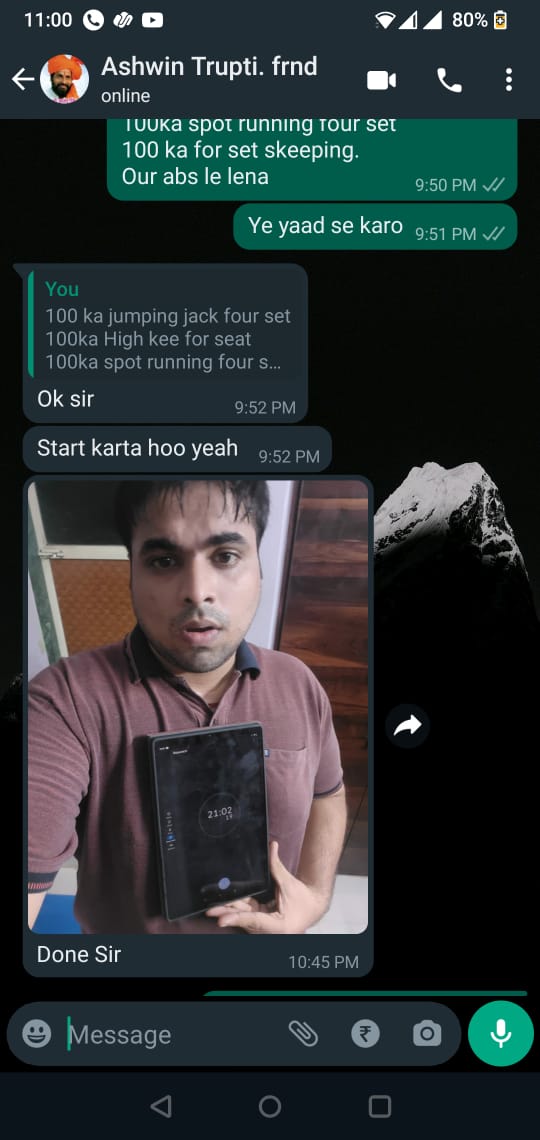 11:00
80%
Ashwin Trupti. frnd
online
100ka spot running four set
100 ka for set skeeping.
Our abs le lena
9:50 PM
Ye yaad se karo
9:51 PM
You
100 ka jumping jack four set
100ka High kee for seat
100ka spot running four s...
Ok sir
9:52 PM
Start karta hoo yeah
9:52 PM
21:02
19
Done Sir
10:45 PM
Message